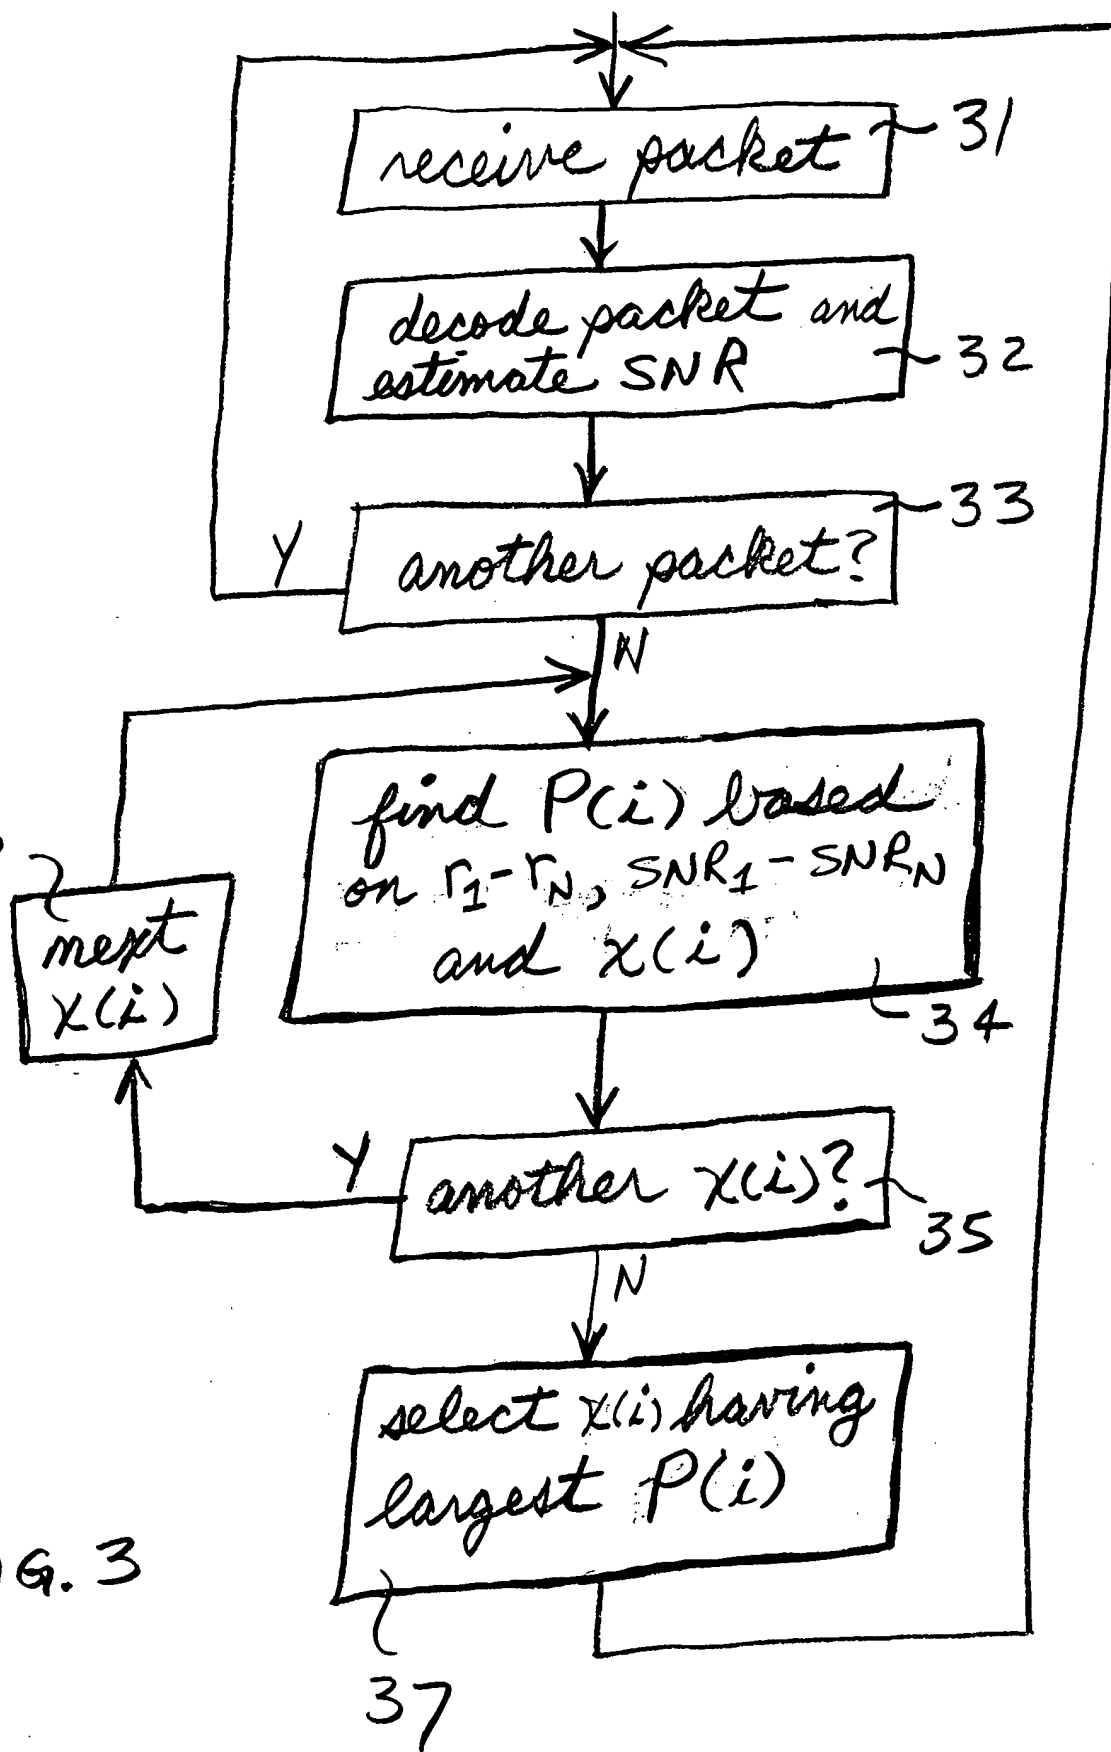 receive packet
31
decode packet and
estimate SNR
32
33
another packet?
Y
N
find P(i) based
on r1-rN, SNR1-SNRN
and x(i)
34
next
x(i)
Y
another x(i)?
35
N
select x(i) having
largest P(i)
G. 3
37